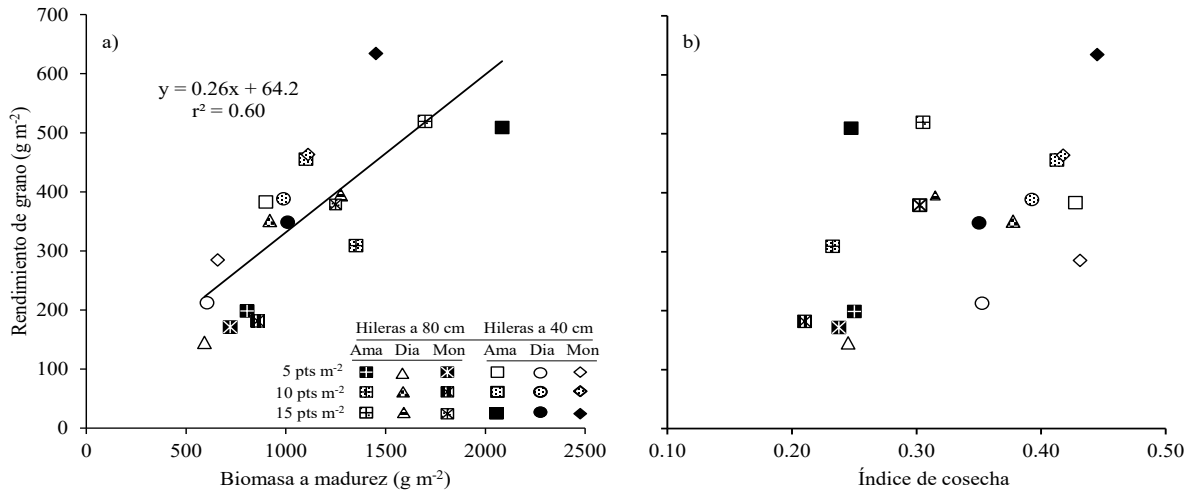 a)
700
600
500
400
300
200
100
0
Rendimiento de grano (g m-2)
y = 0.26x + 64.2
r² = 0.60
Hileras a 80 cm Hileras a 40 cm
Ama Dia Mon Ama Dia Mon
5 pts m-2
10 pts m-2
15 pts m-2
0 500 1000 1500 2000 2500
Biomasa a madurez (g m-2)
b)
0.10 0.20 0.30 0.40 0.50
Índice de cosecha